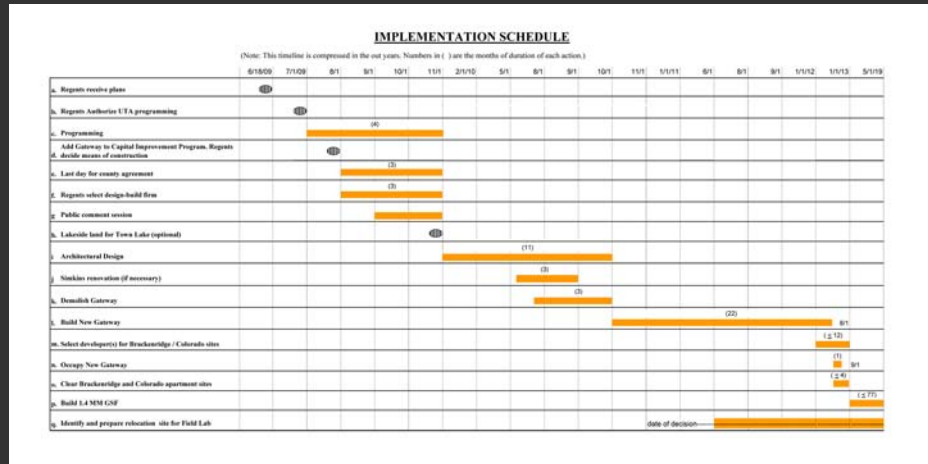 IMPLEMENTATION SCHEDULE
(Note: This timeline is compressed in the out years. Numbers in ( ) are the months of duration of each action.)
6/18/09 7/1/09 8/1 9/1 10/1 11/1 2/1/10 5/1 8/1 9/1 10/1 11/1 1/1/11 6/1 8/1 9/1 1/1/12 1/1/13 5/1/19
a. Regents receive plans
b. Regents Authorize UTA programming
(4)
c. Programming
Add Gateway to Capital Improvement Program. Regents
d. decide means of construction
(3)
e. Last day for county agreement
(3)
f. Regents select design-build firm
g Public comment session
h. Lakeside land for Town Lake (optional)
(11)
i Architectural Design
(3)
j Simkins renovation (if necessary)
(3)
k. Demolish Gateway
(22)
l. Build New Gateway 8/1
(≤ 12)
m. Select developer(s) for Brackenridge / Colorado sites
(1)
n. Occupy New Gateway 9/1
(≤ 4)
o. Clear Brackenridge and Colorado apartment sites
(≤ 77)
p. Build 1.4 MM GSF
q. Identify and prepare relocation site for Field Lab date of decision